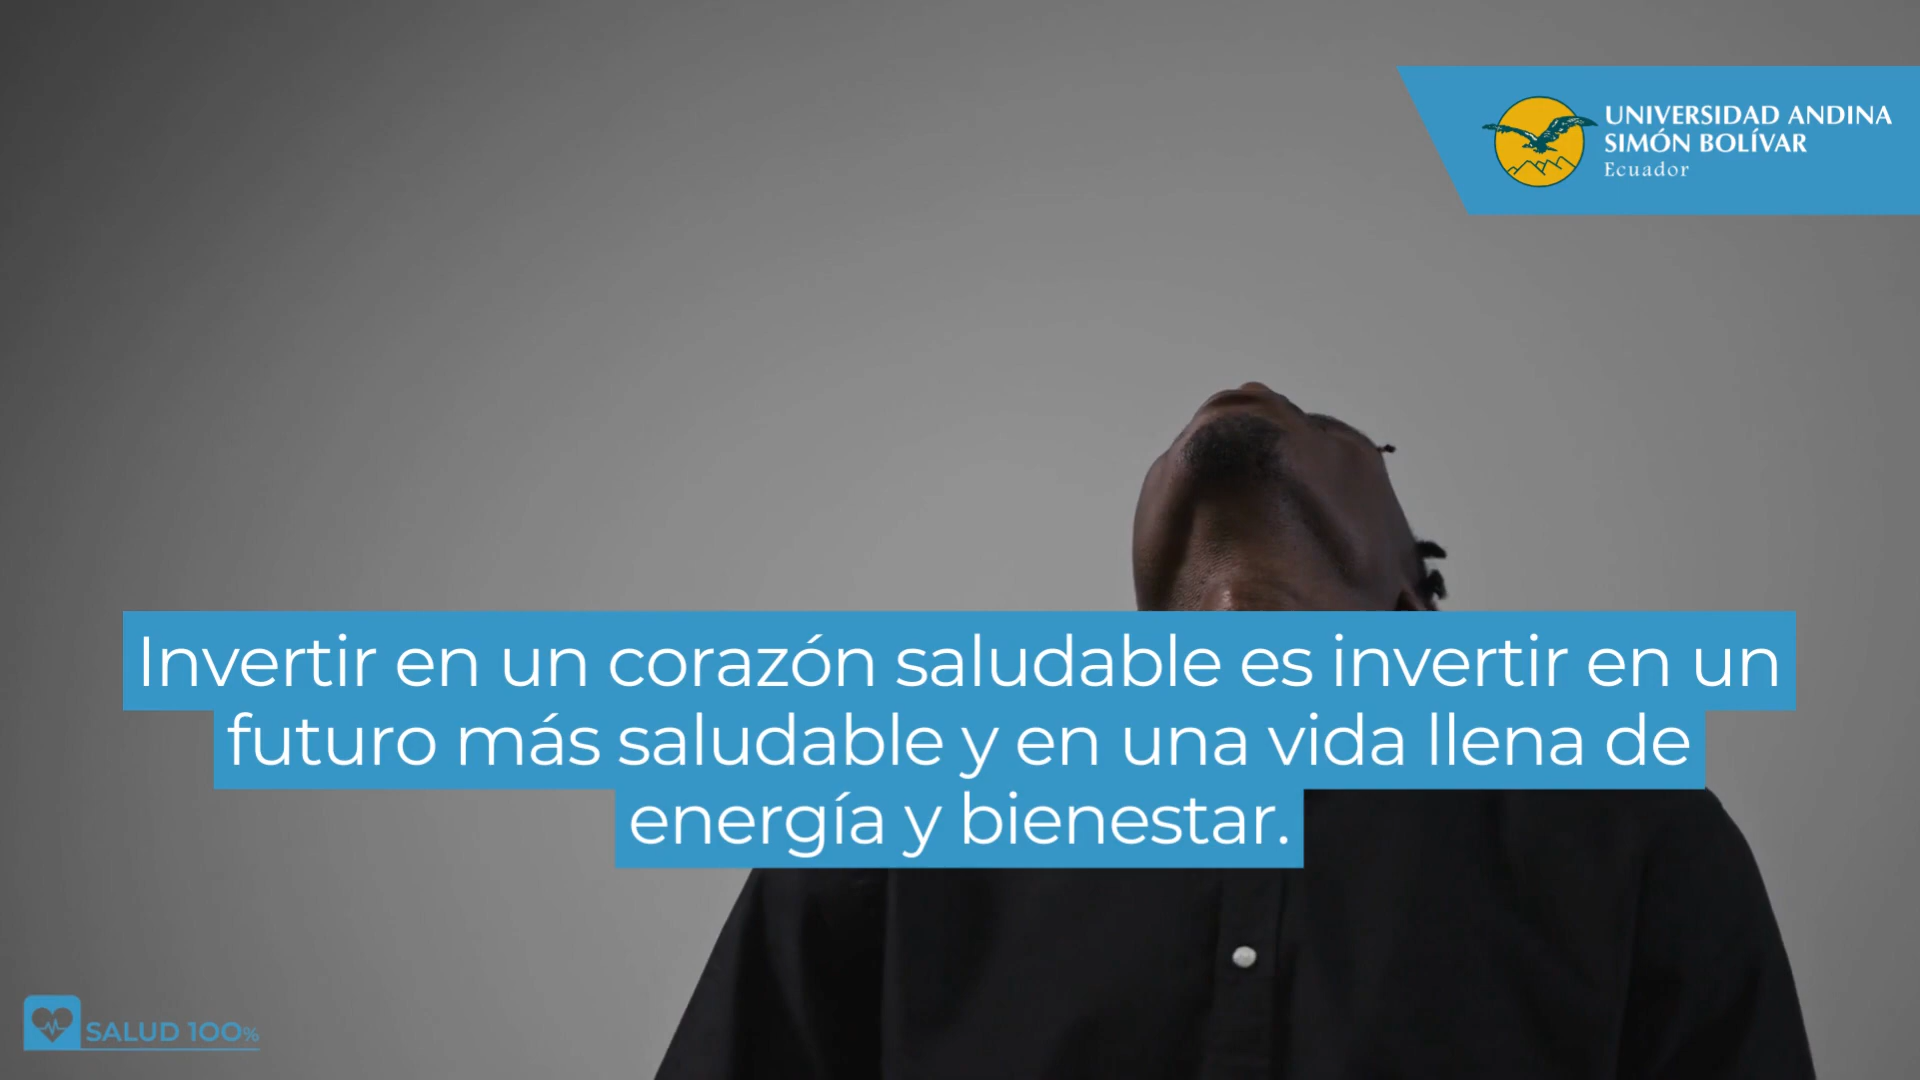 UNIVERSIDAD ANDINA
SIMÓN BOLÍVAR
Ecuador
Invertir en un corazón saludable es invertir en un
futuro más saludable y en una vida llena de
energía y bienestar.
SALUD 100%